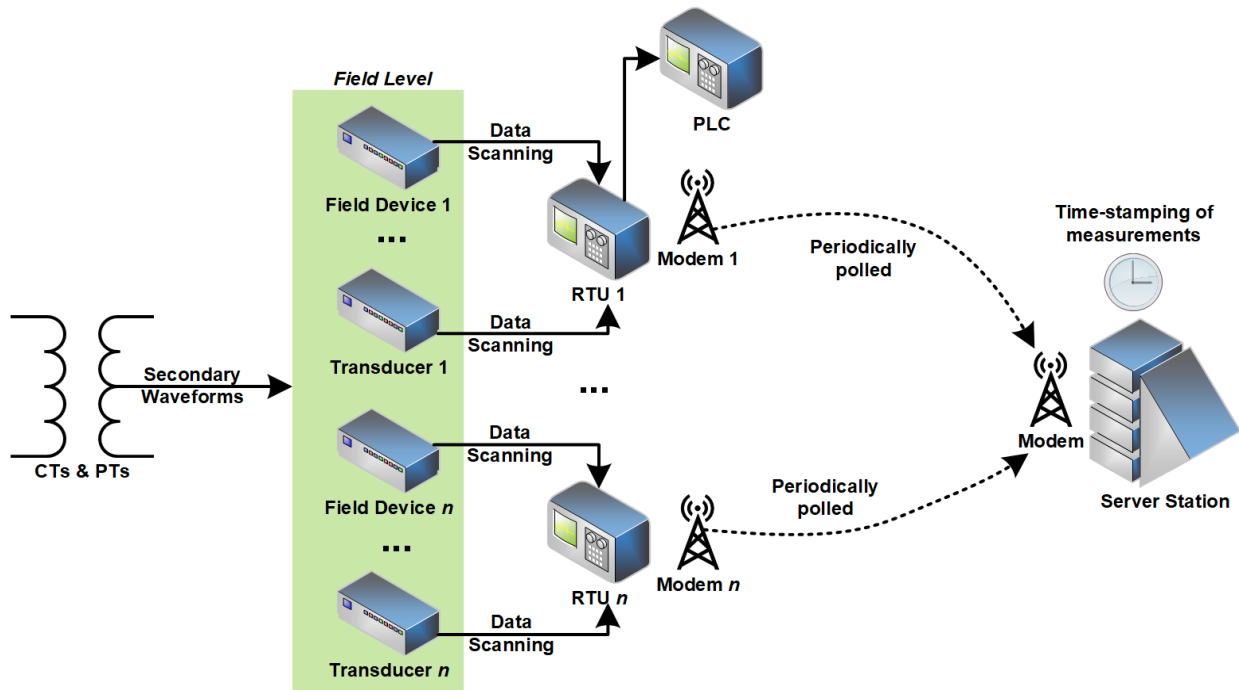 Field Level
Data
Scanning
PLC
Field Device 1
...
Modem 1
RTU 1
Periodically
polled
Time-stamping of
measurements
Data
Scanning
Transducer 1
Secondary
Waveforms
CTs & PTs
...
Data
Scanning
Field Device n
...
Modem
Server Station
Periodically
polled
RTU n
Modem n
Data
Scanning
Transducer n